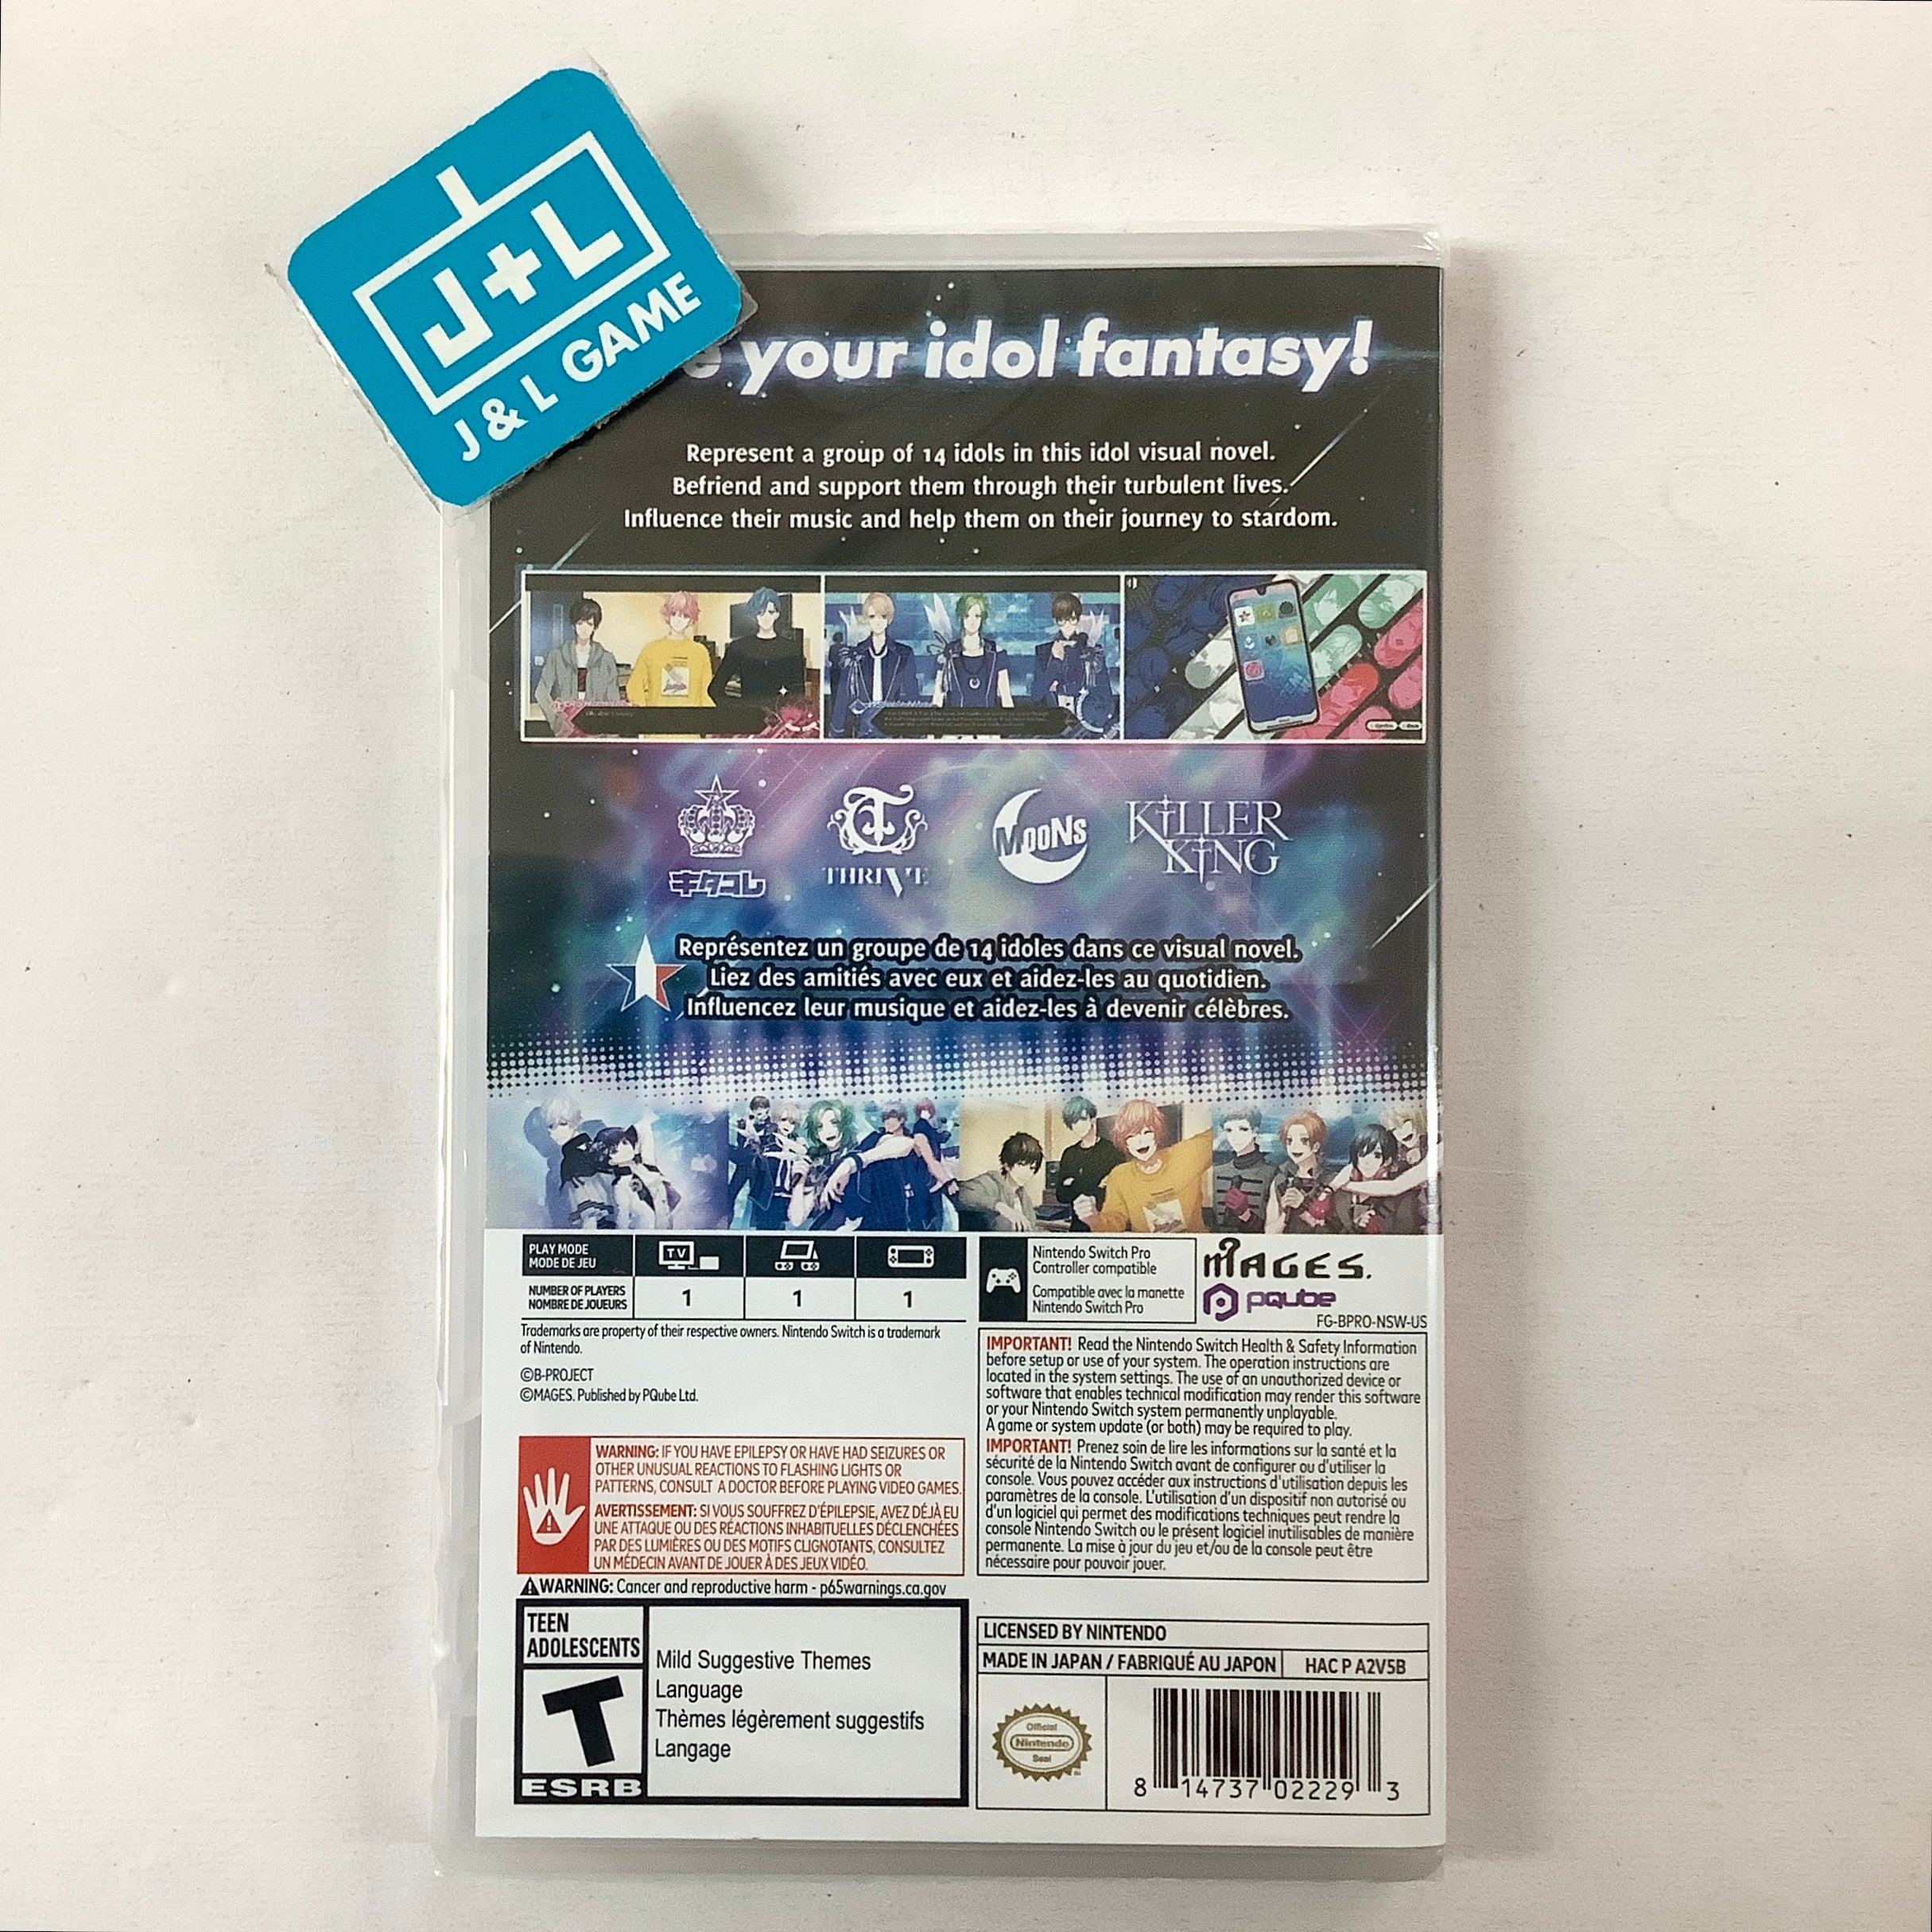 J+L
J & L GAME
your idol fantasy!
Represent a group of 14 idols in this idol visual novel.
Befriend and support them through their turbulent lives.
Influence their music and help them on their journey to stardom.
キタコレ
THRIVE
MooNs
KiLLER KiNG
Représentez un groupe de 14 idoles dans ce visual novel.
Liez des amitiés avec eux et aidez-les au quotidien.
Influencez leur musique et aidez-les à devenir célèbres.
PLAY MODE
MODE DE JEU
TV
NUMBER OF PLAYERS
NOMBRE DE JOUEURS
1
1
1
Nintendo Switch Pro
Controller compatible
Compatible avec la manette
Nintendo Switch Pro
MAGES.
PQube
FG-BPRO-NSW-US
Trademarks are property of their respective owners. Nintendo Switch is a trademark
of Nintendo.
©B-PROJECT
©MAGES. Published by PQube Ltd.
IMPORTANT! Read the Nintendo Switch Health & Safety Information
before setup or use of your system. The operation instructions are
located in the system settings. The use of an unauthorized device or
software that enables technical modification may render this software
or your Nintendo Switch system permanently unplayable.
A game or system update (or both) may be required to play.
IMPORTANT! Prenez soin de lire les informations sur la santé et la
sécurité de la Nintendo Switch avant de configurer ou d'utiliser la
console. Vous pouvez accéder aux instructions d'utilisation depuis les
paramètres de la console. L'utilisation d'un dispositif non autorisé ou
d'un logiciel qui permet des modifications techniques peut rendre la
console Nintendo Switch ou le présent logiciel inutilisables de manière
permanente. La mise à jour du jeu et/ou de la console peut être
nécessaire pour pouvoir jouer.
WARNING: IF YOU HAVE EPILEPSY OR HAVE HAD SEIZURES OR
OTHER UNUSUAL REACTIONS TO FLASHING LIGHTS OR
PATTERNS, CONSULT A DOCTOR BEFORE PLAYING VIDEO GAMES.
AVERTISSEMENT: SI VOUS SOUFFREZ D'ÉPILEPSIE, AVEZ DÉJÀ EU
UNE ATTAQUE OU DES RÉACTIONS INHABITUELLES DÉCLENCHÉES
PAR DES LUMIÈRES OU DES MOTIFS CLIGNOTANTS, CONSULTEZ
UN MÉDECIN AVANT DE JOUER À DES JEUX VIDÉO.
WARNING: Cancer and reproductive harm - p65warnings.ca.gov
TEEN
ADOLESCENTS
T
ESRB
Mild Suggestive Themes
Language
Thèmes légèrement suggestifs
Langage
LICENSED BY NINTENDO
MADE IN JAPAN / FABRIQUÉ AU JAPON
HAC P A2V5B
Official
Nintendo
Seal
8 14737 02229 3